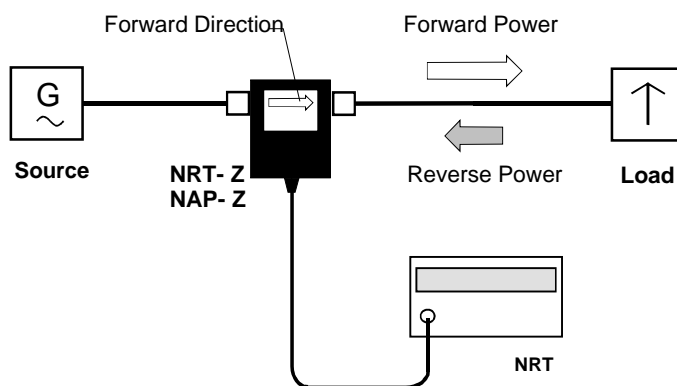 Forward Direction
Forward Power
G
Source
NRT- Z
NAP- Z
Reverse Power
Load
NRT